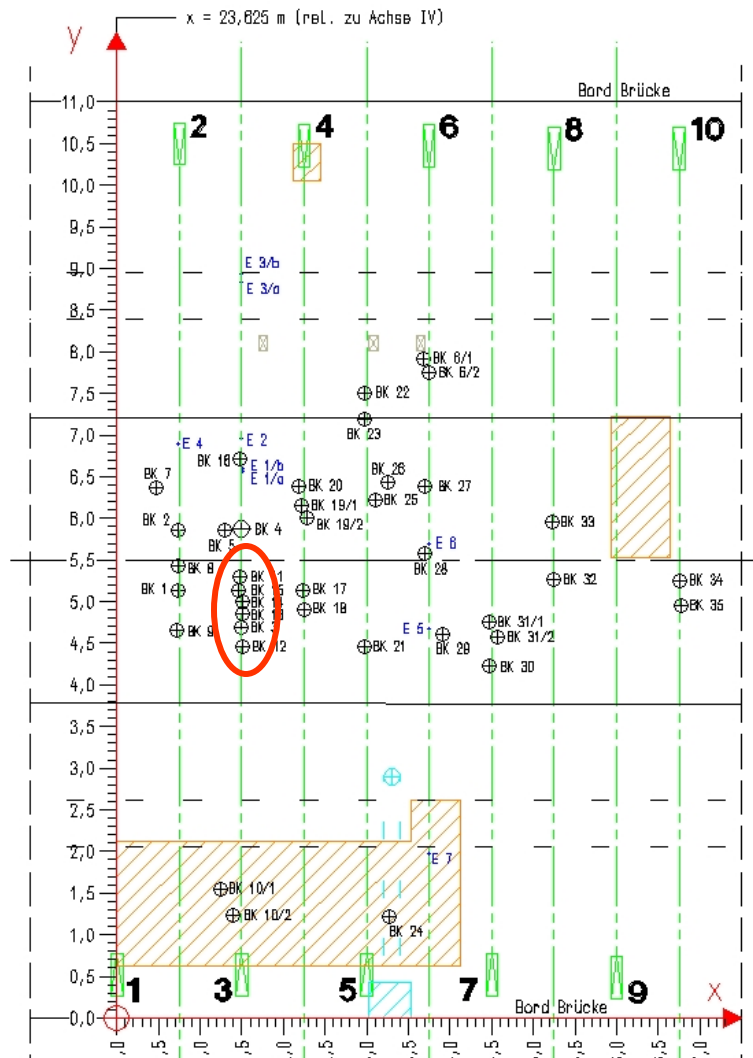 x = 23,625 m (rel. zu Achse IV)
y
Bord Brücke
11,0
2 4 6 8 10
10,5
10,0
9,5
E 3/b
9,0
E 3/a
8,5
8,0
BK 6/1
BK 6/2
7,5
BK 22
BK 23
7,0
E 4
E 2
BK 16
E 1/b
E 1/a
6,5
BK 7
BK 20
BK 26
BK 27
BK 25
BK 19/1
BK 19/2
6,0
BK 2
BK 4
BK 5
BK 33
E 6
5,5
BK 8
BK 28
BK 11
BK 32
BK 34
BK 1
BK 15
BK 17
5,0
BK 18
BK 35
BK 31/1
BK 9
BK 3
E 5
BK 29
BK 31/2
4,5
BK 12
BK 21
BK 30
4,0
3,5
3,0
2,5
2,0
E 7
1,5
BK 10/1
BK 10/2
BK 24
1,0
0,5
1 3 5 7 9
x
Bord Brücke
0,0